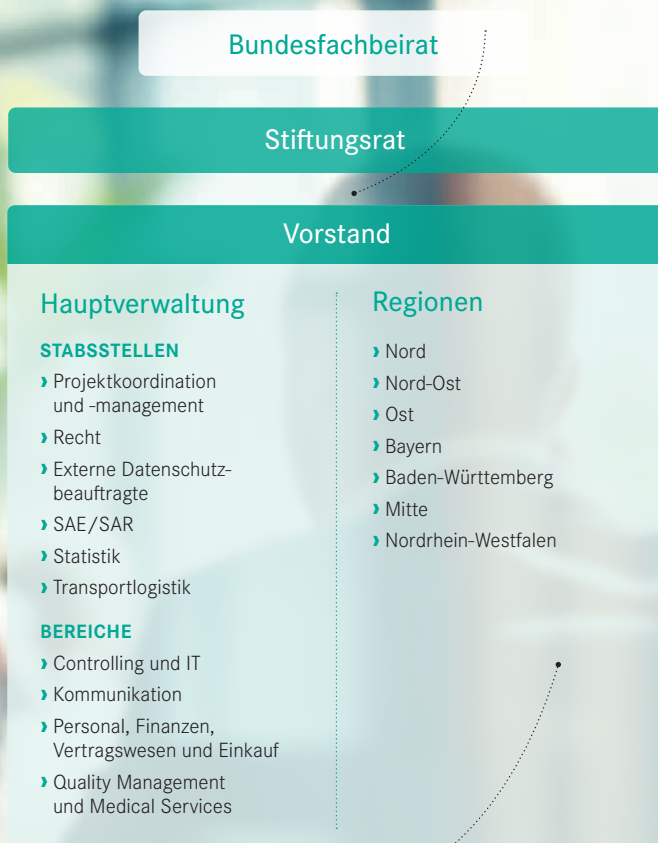 Bundesfachbeirat
Stiftungsrat
Vorstand
Hauptverwaltung
STABSSTELLEN
› Projektkoordination
und -management
› Recht
› Externe Datenschutz-
beauftragte
› SAE/SAR
› Statistik
› Transportlogistik
BEREICHE
› Controlling und IT
› Kommunikation
› Personal, Finanzen,
Vertragswesen und Einkauf
› Quality Management
und Medical Services
Regionen
› Nord
› Nord-Ost
› Ost
› Bayern
› Baden-Württemberg
› Mitte
› Nordrhein-Westfalen